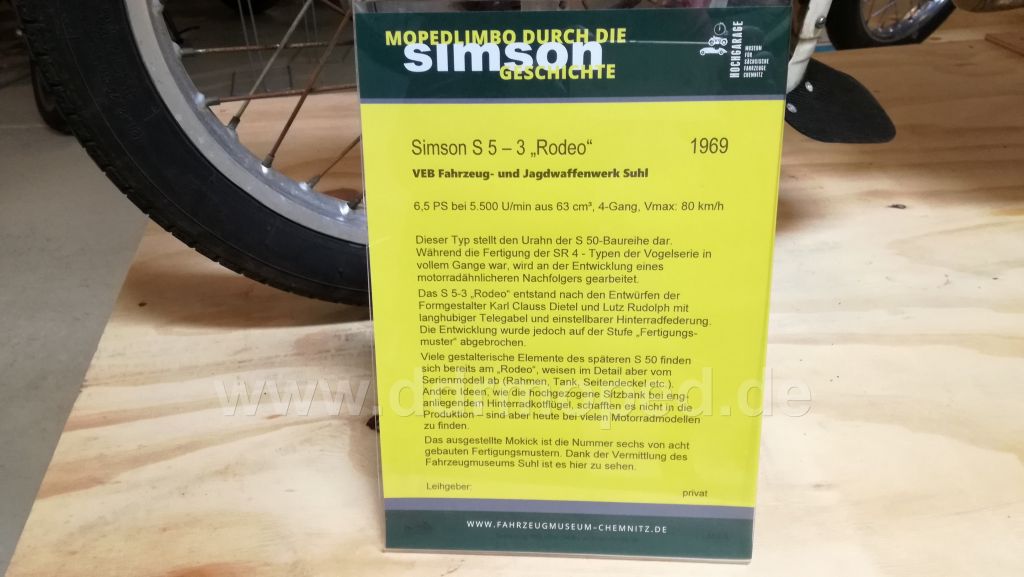 MOPEDLIMBO DURCH DIE
simson
GESCHICHTE
HOCHGARAGE
MUSEUM
FÜR
SÄCHSISCHE
FAHRZEUGE
CHEMNITZ
Simson S 5 – 3 „Rodeo“ 1969
VEB Fahrzeug- und Jagdwaffenwerk Suhl
6,5 PS bei 5.500 U/min aus 63 cm³, 4-Gang, Vmax: 80 km/h
Dieser Typ stellt den Urahn der S 50-Baureihe dar.
Während die Fertigung der SR 4 - Typen der Vogelserie in
vollem Gange war, wird an der Entwicklung eines
motorradähnlicheren Nachfolgers gearbeitet.
Das S 5-3 „Rodeo“ entstand nach den Entwürfen der
Formgestalter Karl Clauss Dietel und Lutz Rudolph mit
langhubiger Telegabel und einstellbarer Hinterradfederung.
Die Entwicklung wurde jedoch auf der Stufe „Fertigungs-
muster“ abgebrochen.
Viele gestalterische Elemente des späteren S 50 finden
sich bereits am „Rodeo“, weisen im Detail aber vom
Serienmodell ab (Rahmen, Tank, Seitendeckel etc.).
Andere Ideen, wie die hochgezogene Sitzbank bei eng-
anliegendem Hinterradkotflügel, schafften es nicht in die
Produktion – sind aber heute bei vielen Motorradmodellen
zu finden.
Das ausgestellte Mokick ist die Nummer sechs von acht
gebauten Fertigungsmustern. Dank der Vermittlung des
Fahrzeugmuseums Suhl ist es hier zu sehen.
Leihgeber: privat
WWW.FAHRZEUGMUSEUM-CHEMNITZ.DE